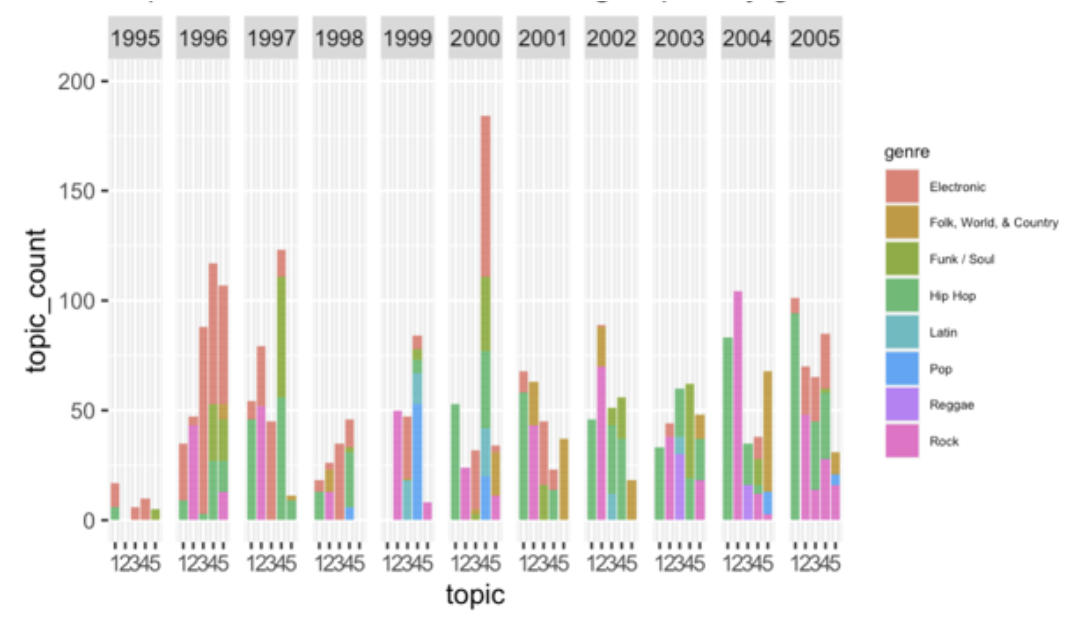 1995 1996 1997 1998 1999 2000 2001 2002 2003 2004 2005
200
150
100
50
0
topic_count
12345 12345 12345 12345 12345 12345 12345 12345 12345 12345 12345
topic
genre
Electronic
Folk, World, & Country
Funk / Soul
Hip Hop
Latin
Pop
Reggae
Rock